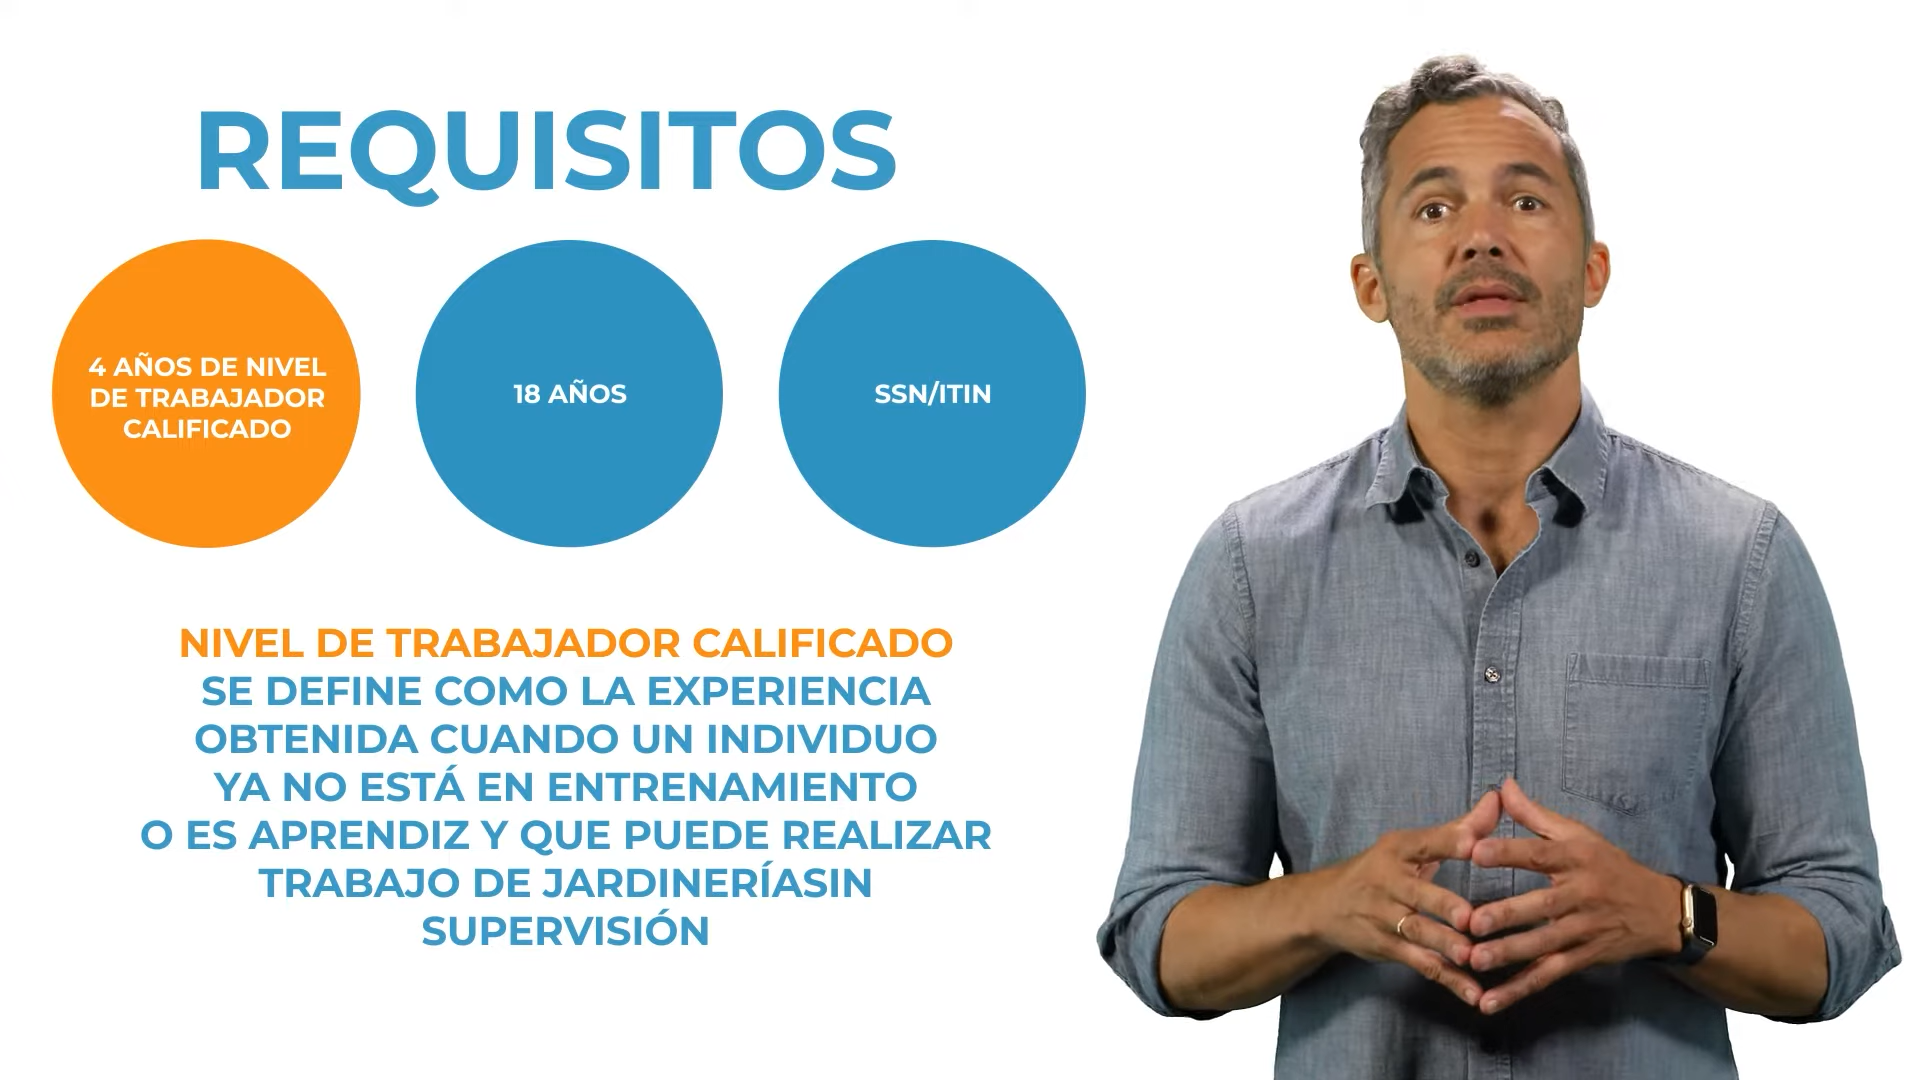 REQUISITOS
4 AÑOS DE NIVEL
DE TRABAJADOR
CALIFICADO
18 AÑOS
SSN/ITIN
NIVEL DE TRABAJADOR CALIFICADO
SE DEFINE COMO LA EXPERIENCIA
OBTENIDA CUANDO UN INDIVIDUO
YA NO ESTÁ EN ENTRENAMIENTO
O ES APRENDIZ Y QUE PUEDE REALIZAR
TRABAJO DE JARDINERÍASIN
SUPERVISIÓN